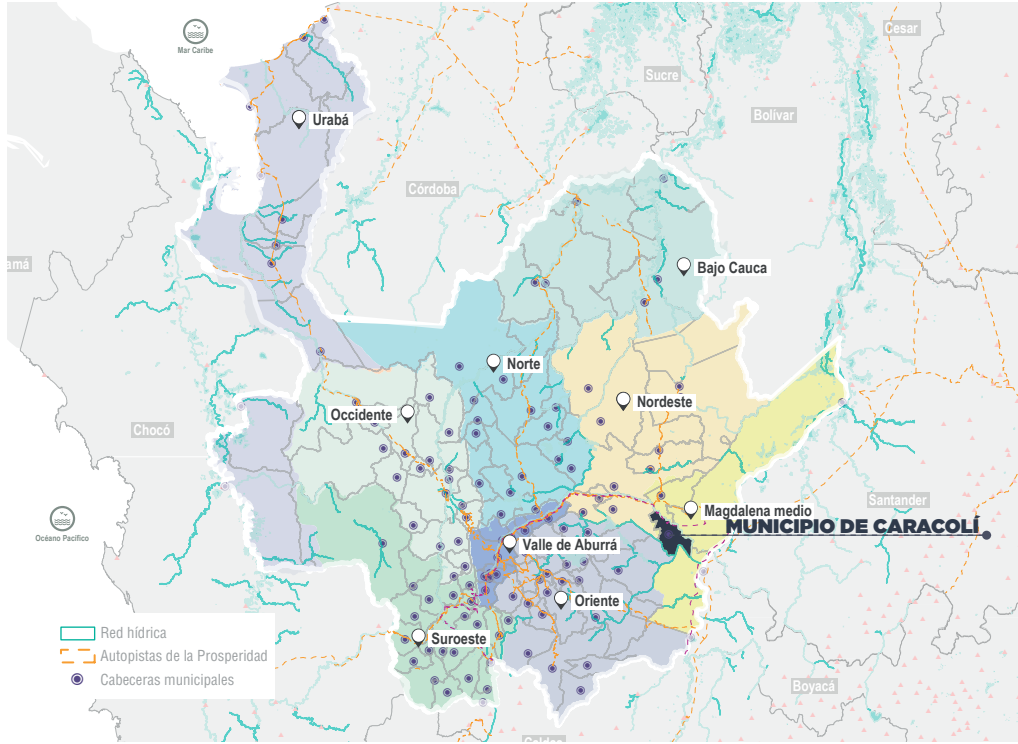 Mar Caribe
Cesar
Sucre
Bolívar
Urabá
Córdoba
amá
Bajo Cauca
Norte
Nordeste
Occidente
Chocó
Santander
Magdalena medio
MUNICIPIO DE CARACOLÍ
Océano Pacífico
Valle de Aburrá
Oriente
Suroeste
Red hídrica
Autopistas de la Prosperidad
Cabeceras municipales
Boyacá